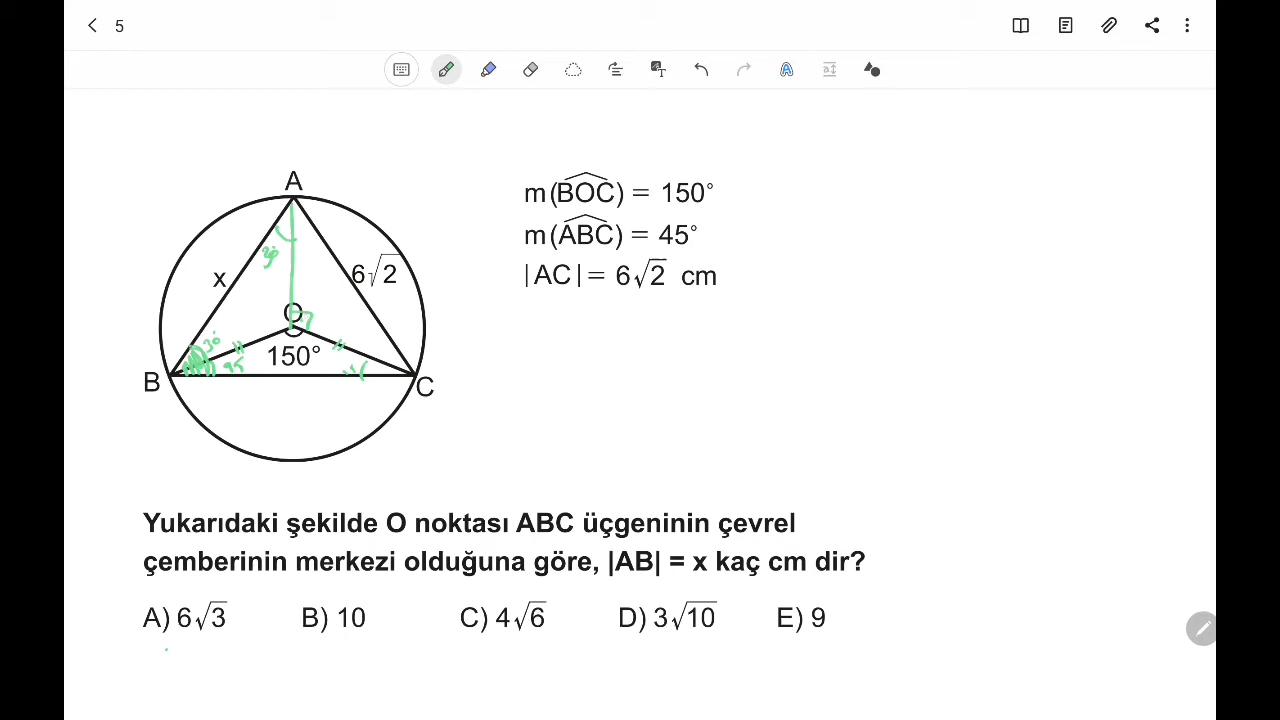 5
A
m(BOC) = 150°
m(ABC) = 45°
|AC| = 6√2 cm
x
6√2
O
30°
150°
B
C
Yukarıdaki şekilde O noktası ABC üçgeninin çevrel
çemberinin merkezi olduğuna göre, |AB| = x kaç cm dir?
A) 6√3 B) 10 C) 4√6 D) 3√10 E) 9